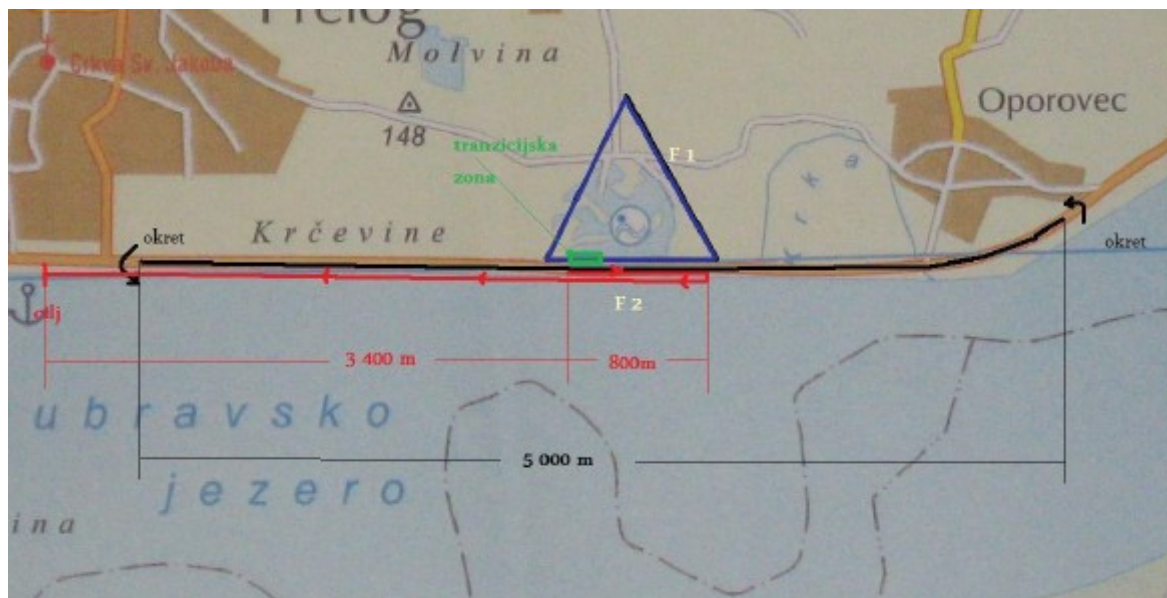 Prelog
Crkva Sv. Jakoba
Molvina
148
tranzicijska
zona
F 1
Oporovec
Krka
okret
Krčevine
okret
F 2
cilj
3 400 m
800m
ubravsko
5 000 m
jezero
ina